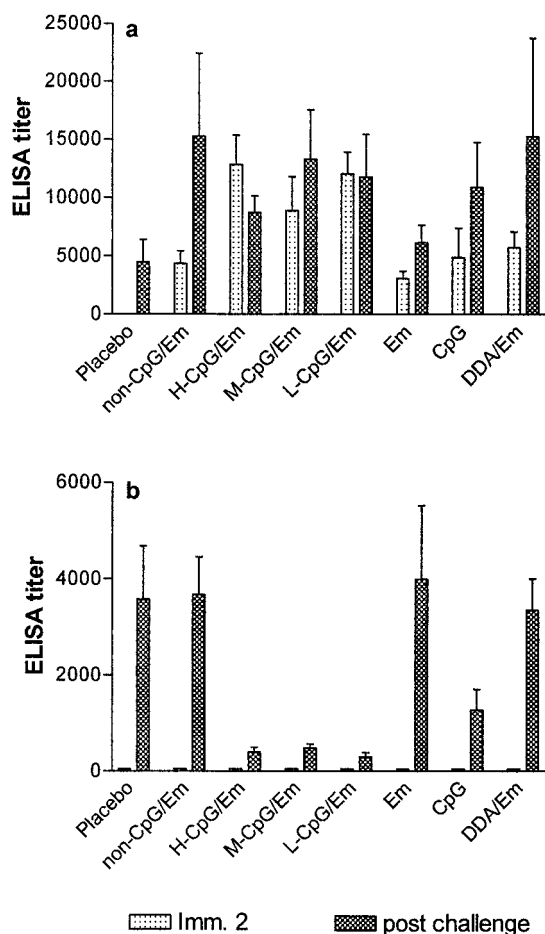 a
25000
20000
15000
10000
5000
0
ELISA titer
Placebo
non-CpG/Em
H-CpG/Em
M-CpG/Em
L-CpG/Em
Em
CpG
DDA/Em
b
6000
4000
2000
0
ELISA titer
Placebo
non-CpG/Em
H-CpG/Em
M-CpG/Em
L-CpG/Em
Em
CpG
DDA/Em
Imm. 2
post challenge